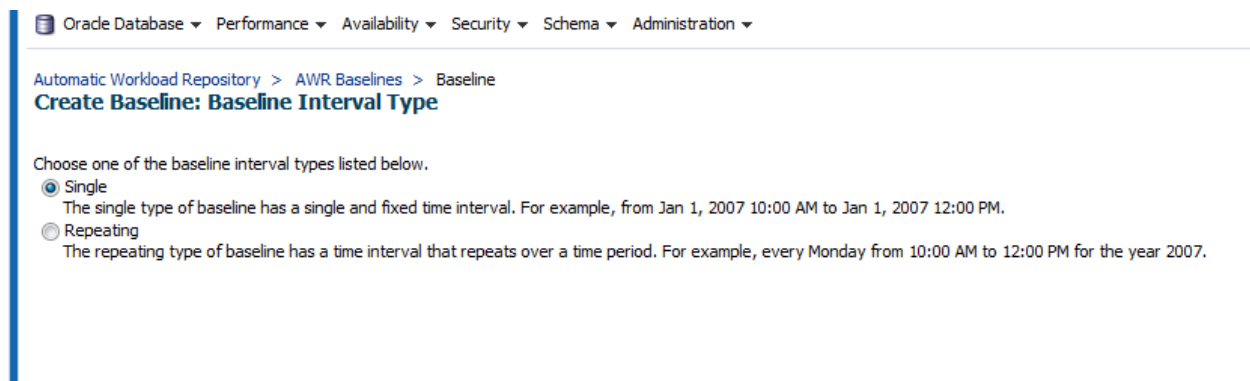 Oracle Database Performance Availability Security Schema Administration
Automatic Workload Repository > AWR Baselines > Baseline
Create Baseline: Baseline Interval Type
Choose one of the baseline interval types listed below.
Single
The single type of baseline has a single and fixed time interval. For example, from Jan 1, 2007 10:00 AM to Jan 1, 2007 12:00 PM.
Repeating
The repeating type of baseline has a time interval that repeats over a time period. For example, every Monday from 10:00 AM to 12:00 PM for the year 2007.